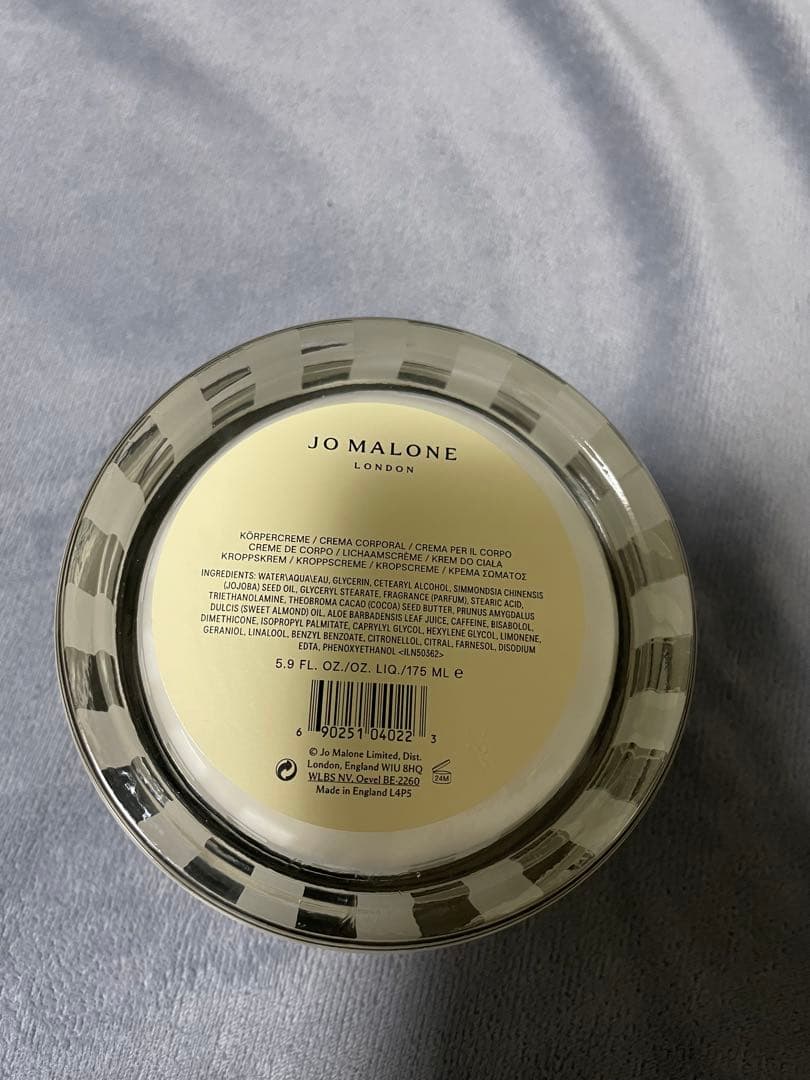 JO MALONE
LONDON
KÖRPERCREME / CREMA CORPORAL / CREMA PER IL CORPO
CREME DE CORPO / LICHAAMSCRÈME / KREM DO CIAŁA
KROPPSKREM / KROPPSCREME / KROPSCREME / ΚΡΕΜΑ ΣΩΜΑΤΟΣ
INGREDIENTS: WATER\AQUA\EAU, GLYCERIN, CETEARYL ALCOHOL, SIMMONDSIA CHINENSIS
(JOJOBA) SEED OIL, GLYCERYL STEARATE, FRAGRANCE (PARFUM), STEARIC ACID,
TRIETHANOLAMINE, THEOBROMA CACAO (COCOA) SEED BUTTER, PRUNUS AMYGDALUS
DULCIS (SWEET ALMOND) OIL, ALOE BARBADENSIS LEAF JUICE, CAFFEINE, BISABOLOL,
DIMETHICONE, ISOPROPYL PALMITATE, CAPRYLYL GLYCOL, HEXYLENE GLYCOL, LIMONENE,
GERANIOL, LINALOOL, BENZYL BENZOATE, CITRONELLOL, CITRAL, FARNESOL, DISODIUM
EDTA, PHENOXYETHANOL <ILN50362>
5.9 FL. OZ./OZ. LIQ./175 ML e
6 90251 04022 3
© Jo Malone Limited, Dist.
London, England W1U 8HQ
WLBS NV. Oevel BE-2260
Made in England L4P5
24M